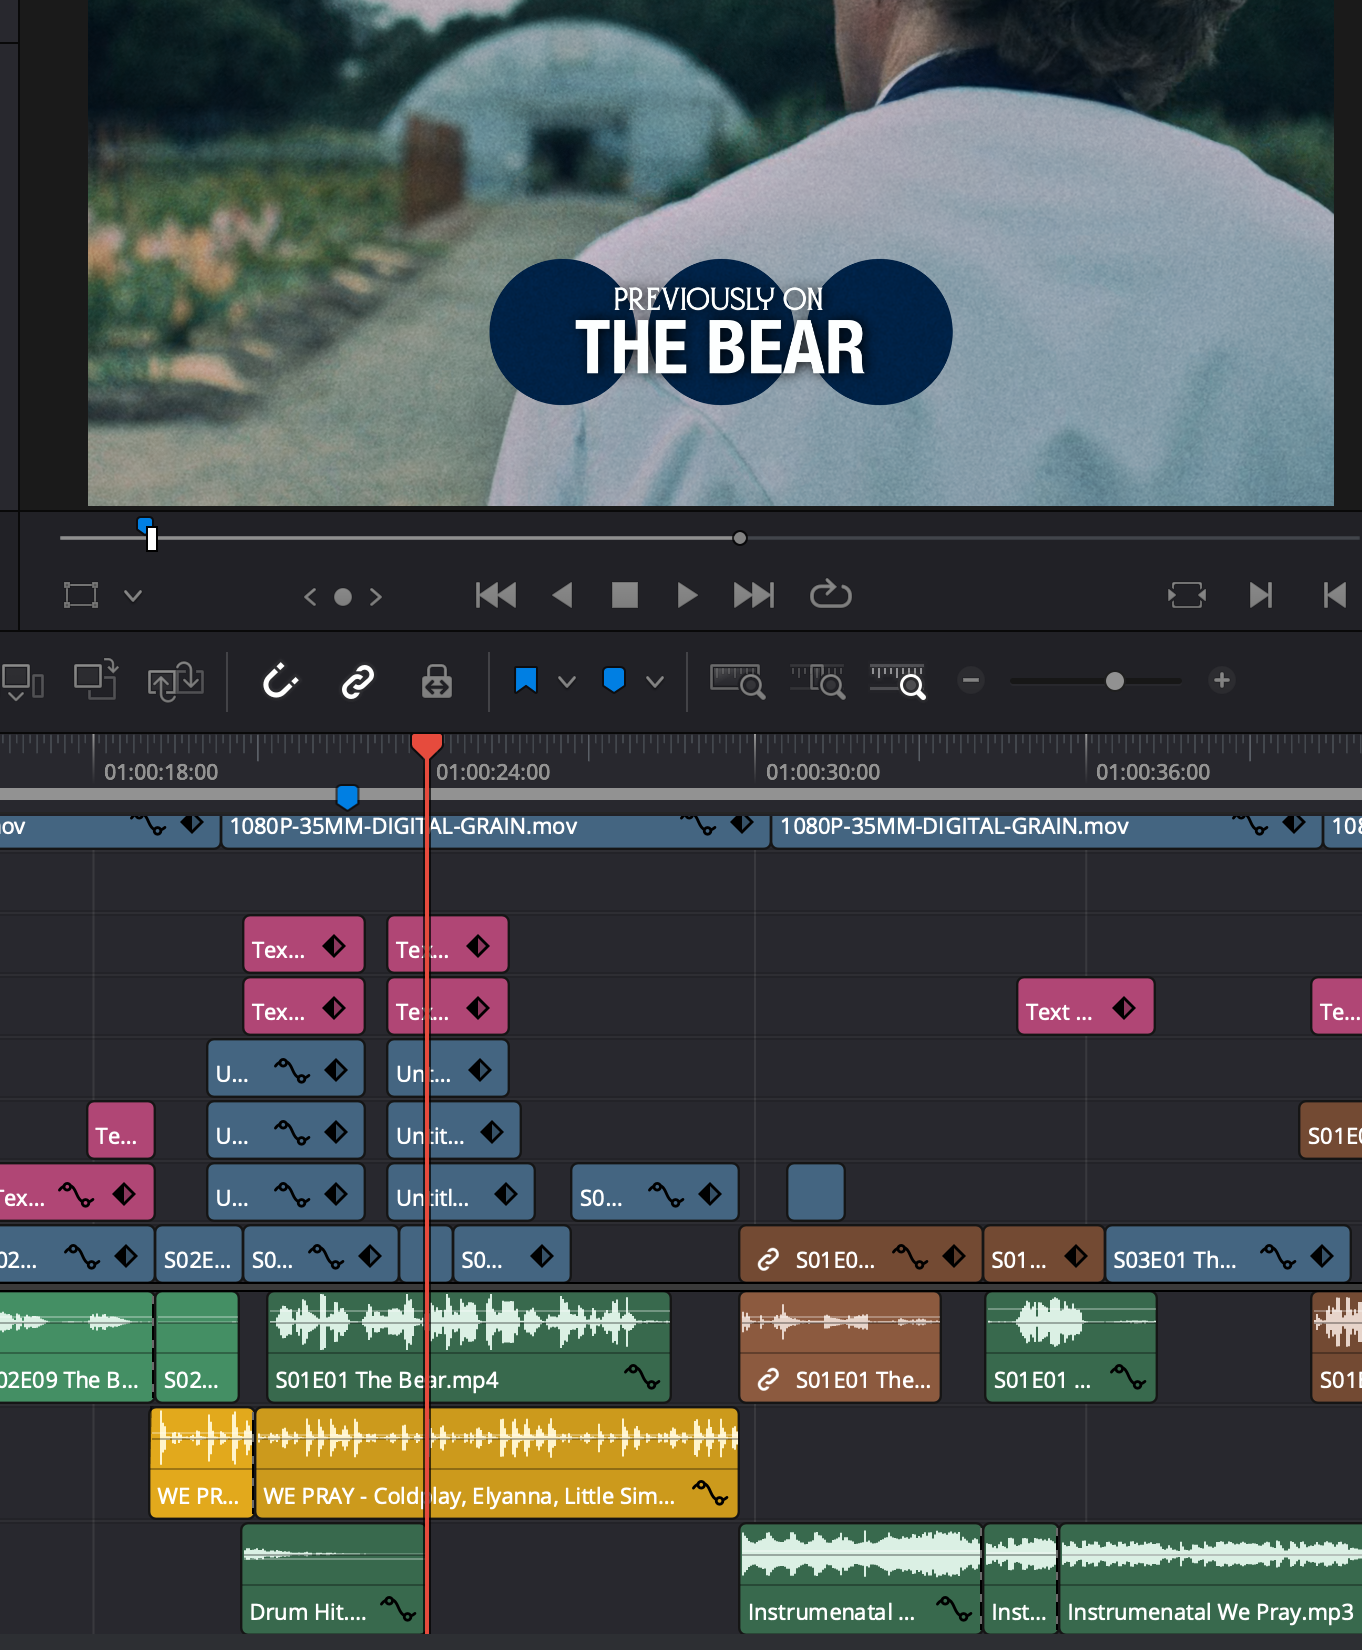 PREVIOUSLY ON
THE BEAR
01:00:18:00
01:00:24:00
01:00:30:00
01:00:36:00
ov
1080P-35MM-DIGITAL-GRAIN.mov
1080P-35MM-DIGITAL-GRAIN.mov
108
Tex...
Tex...
Tex...
Tex...
Text ...
Te...
U...
Unt...
Te...
U...
Untit...
S01E0
Tex...
U...
Untitl...
S0...
02...
S02E...
S0...
S0...
S01E0...
S01...
S03E01 Th...
02E09 The B...
S02...
S01E01 The Bear.mp4
S01E01 The...
S01E01 ...
S01E
WE PR...
WE PRAY - Coldplay, Elyanna, Little Sim...
Drum Hit....
Instrumenatal ...
Inst...
Instrumenatal We Pray.mp3